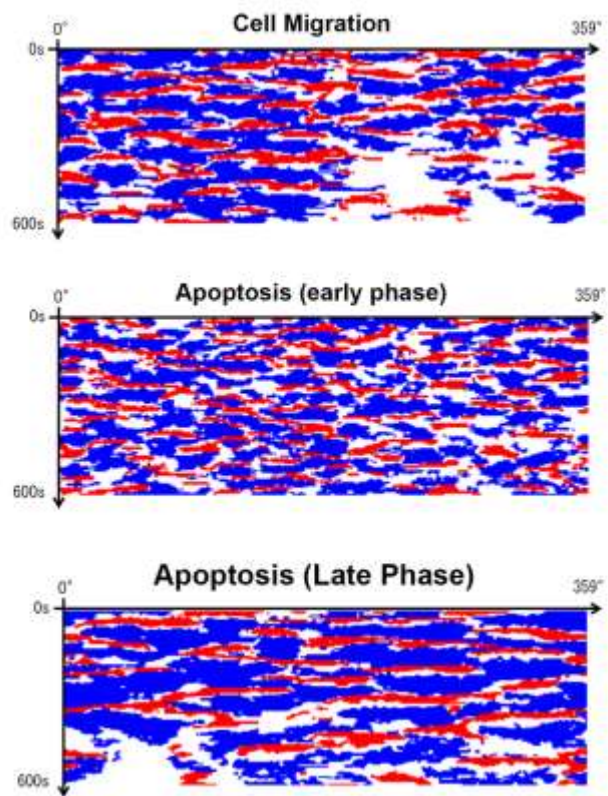 Cell Migration
0° 359°
0s
600s
Apoptosis (early phase)
0° 359°
0s
600s
Apoptosis (Late Phase)
0° 359°
0s
600s